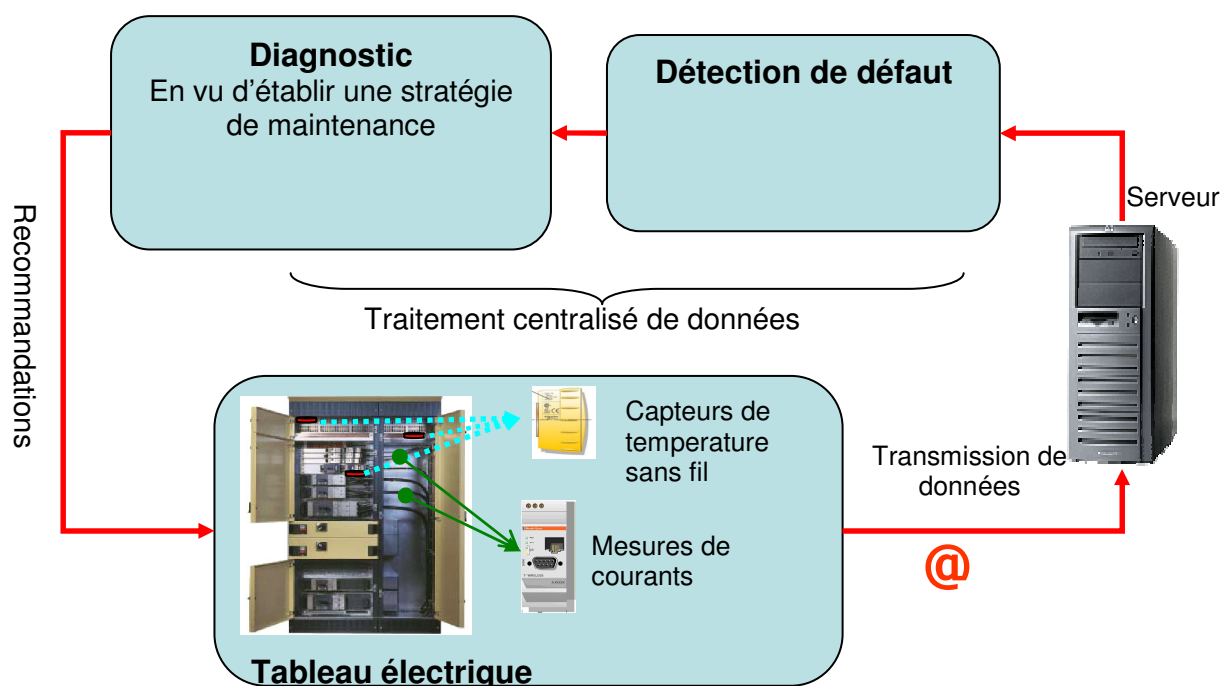 Diagnostic
En vu d'établir une stratégie
de maintenance
Détection de défaut
Serveur
Recommandations
Traitement centralisé de données
Capteurs de
temperature
sans fil
Transmission de
données
Mesures de
courants
@
Tableau électrique